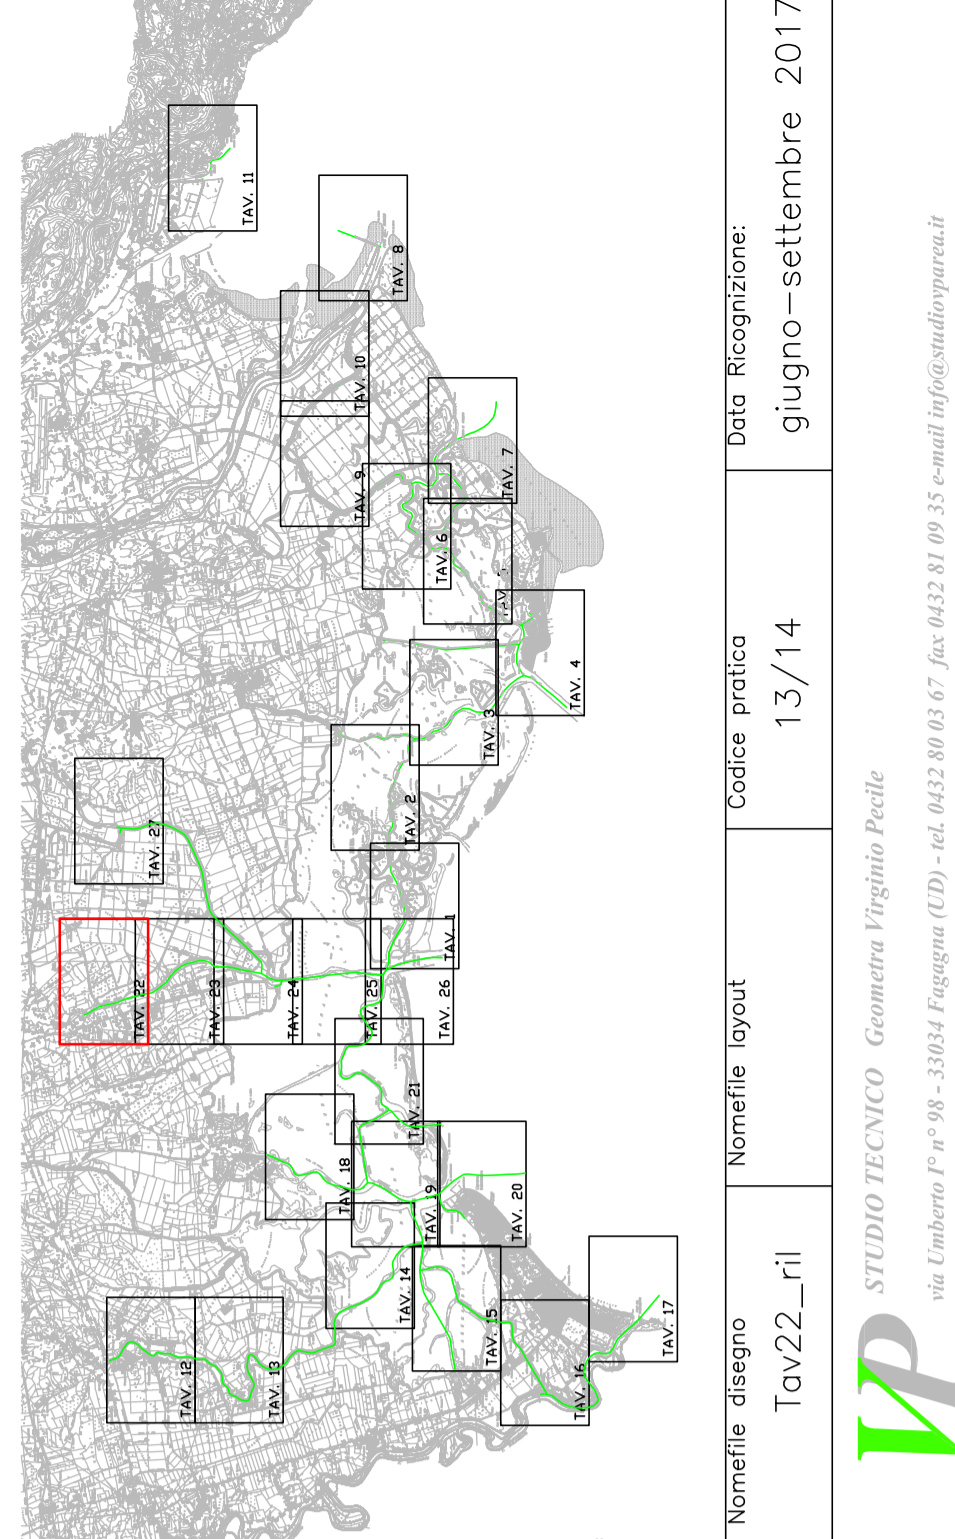 TAV. 11
TAV. 8
TAV. 10
TAV. 9
TAV. 7
TAV. 6
TAV. 4
TAV. 3
TAV. 2
TAV. 1
TAV. 27
TAV. 22
TAV. 23
TAV. 24
TAV. 25
TAV. 26
TAV. 21
TAV. 18
TAV. 19
TAV. 20
TAV. 14
TAV. 15
TAV. 12
TAV. 13
TAV. 16
TAV. 17
Nomefile disegno
Tav22_ril
Nomefile layout
Codice pratica
13/14
Data Ricognizione:
giugno-settembre 2017
VP
STUDIO TECNICO Geometra Virginio Pecile
via Umberto I° n° 98 - 33034 Fagagna (UD) - tel. 0432 80 03 67 fax 0432 81 09 35 e-mail info@studiovparea.it